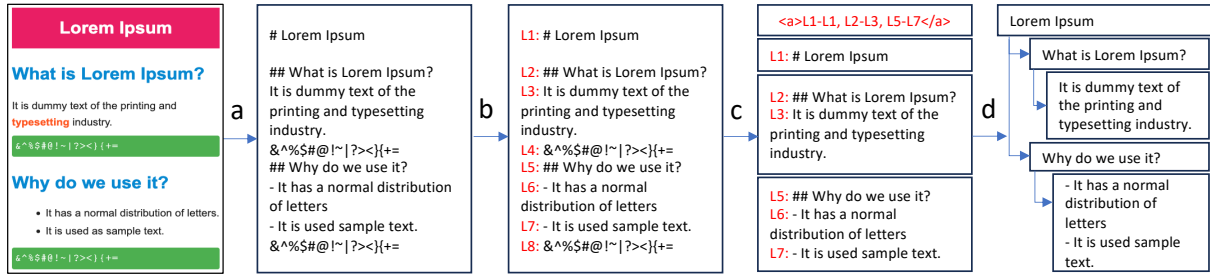 Lorem Ipsum
What is Lorem Ipsum?
It is dummy text of the printing and
typesetting industry.
&^%$#@!~|?><}{+=
Why do we use it?
It has a normal distribution of letters.
It is used as sample text.
&^%$#@!~|?><}{+=
a
# Lorem Ipsum
## What is Lorem Ipsum?
It is dummy text of the
printing and typesetting
industry.
&^%$#@!~|?><}{+=
## Why do we use it?
- It has a normal distribution
of letters
- It is used sample text.
&^%$#@!~|?><}{+=
b
L1: # Lorem Ipsum
L2: ## What is Lorem Ipsum?
L3: It is dummy text of the
printing and typesetting
industry.
L4: &^%$#@!~|?><}{+=
L5: ## Why do we use it?
L6: - It has a normal
distribution of letters
L7: - It is used sample text.
L8: &^%$#@!~|?><}{+=
c
<a>L1-L1, L2-L3, L5-L7</a>
L1: # Lorem Ipsum
L2: ## What is Lorem Ipsum?
L3: It is dummy text of the
printing and typesetting
industry.
L5: ## Why do we use it?
L6: - It has a normal
distribution of letters
L7: - It is used sample text.
d
Lorem Ipsum
What is Lorem Ipsum?
It is dummy text of
the printing and
typesetting industry.
Why do we use it?
- It has a normal
distribution of
letters
- It is used sample
text.